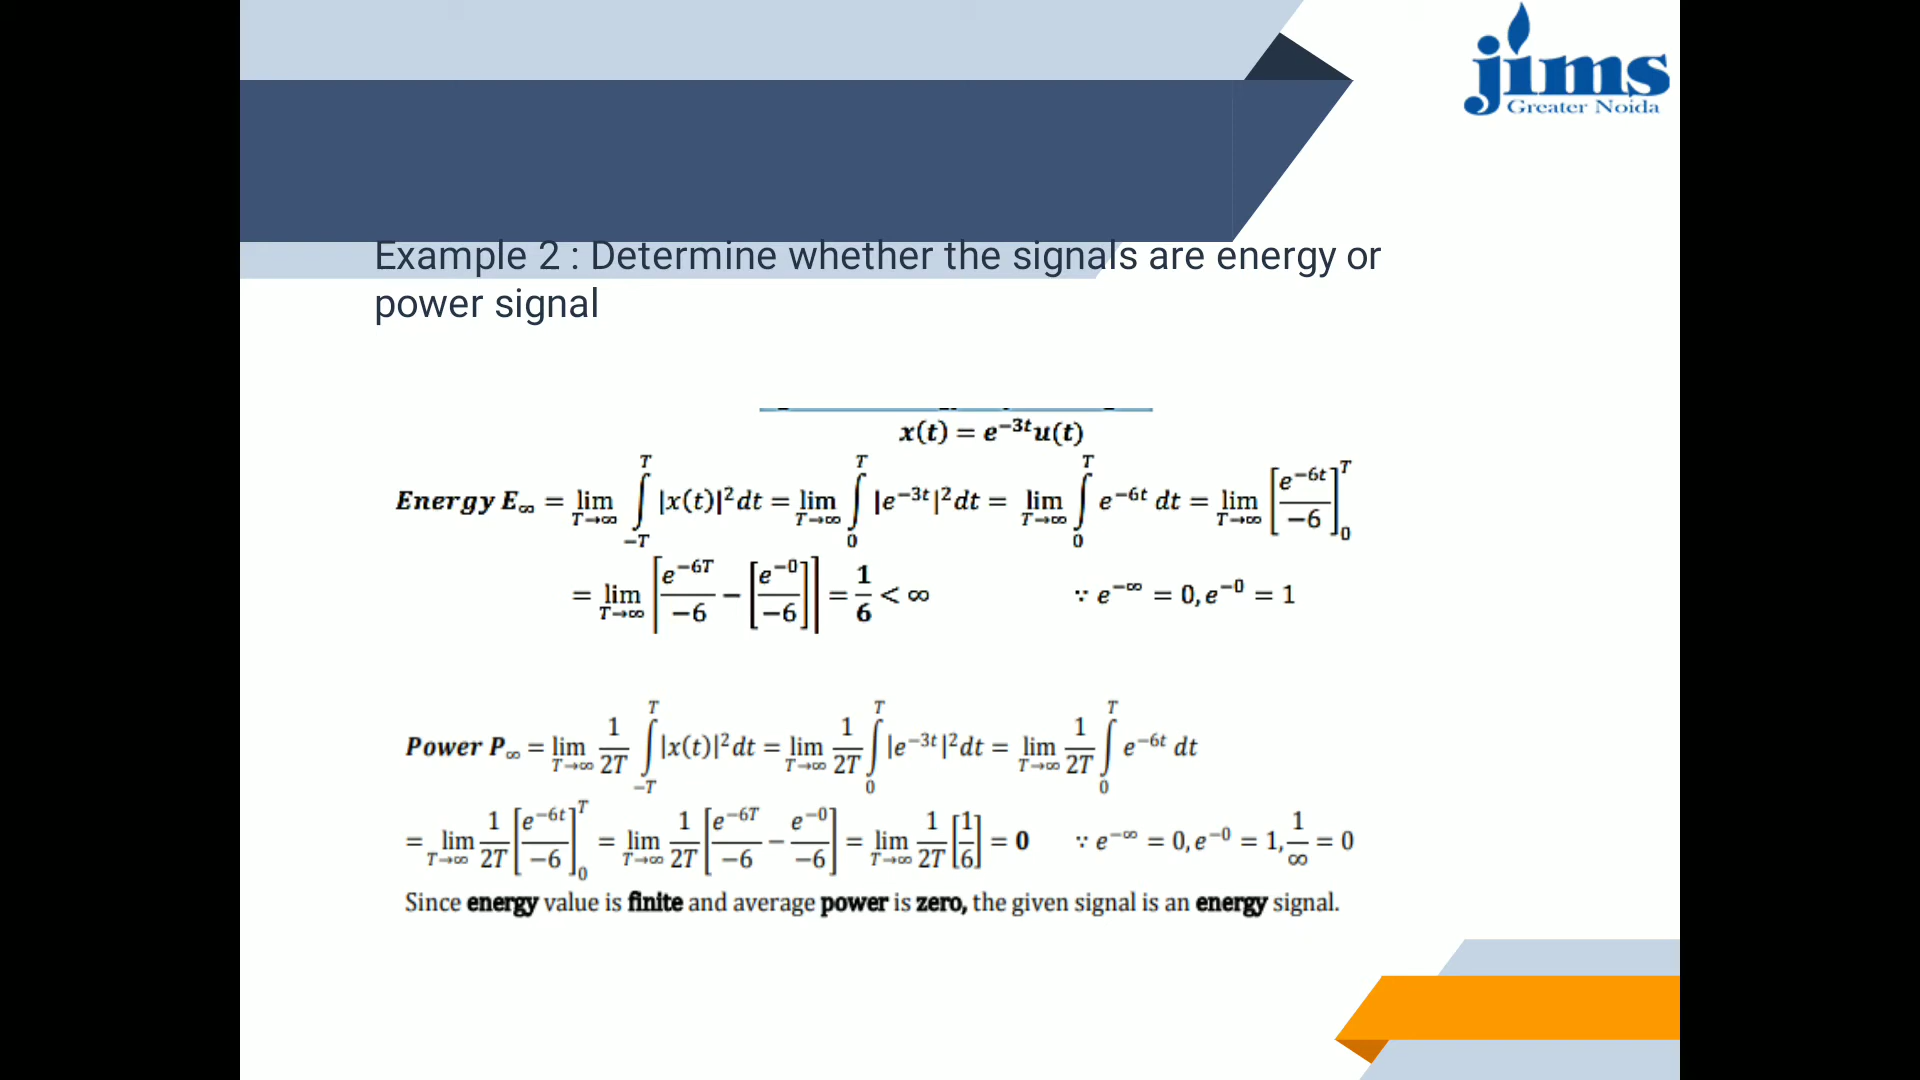 jims
Greater Noida
Example 2 : Determine whether the signals are energy or
power signal
x(t) = e^{-3t}u(t)
Energy E_∞ = lim_{T→∞} ∫_{-T}^{T} |x(t)|^2 dt = lim_{T→∞} ∫_{0}^{T} |e^{-3t}|^2 dt = lim_{T→∞} ∫_{0}^{T} e^{-6t} dt = lim_{T→∞} [e^{-6t}/-6]_{0}^{T}
= lim_{T→∞} [e^{-6T}/-6 − [e^{-0}/-6]] = 1/6 < ∞ ∵ e^{-∞} = 0, e^{-0} = 1
Power P_∞ = lim_{T→∞} 1/2T ∫_{-T}^{T} |x(t)|^2 dt = lim_{T→∞} 1/2T ∫_{0}^{T} |e^{-3t}|^2 dt = lim_{T→∞} 1/2T ∫_{0}^{T} e^{-6t} dt
= lim_{T→∞} 1/2T [e^{-6t}/-6]_{0}^{T} = lim_{T→∞} 1/2T [e^{-6T}/-6 − e^{-0}/-6] = lim_{T→∞} 1/2T [1/6] = 0 ∵ e^{-∞} = 0, e^{-0} = 1, 1/∞ = 0
Since energy value is finite and average power is zero, the given signal is an energy signal.